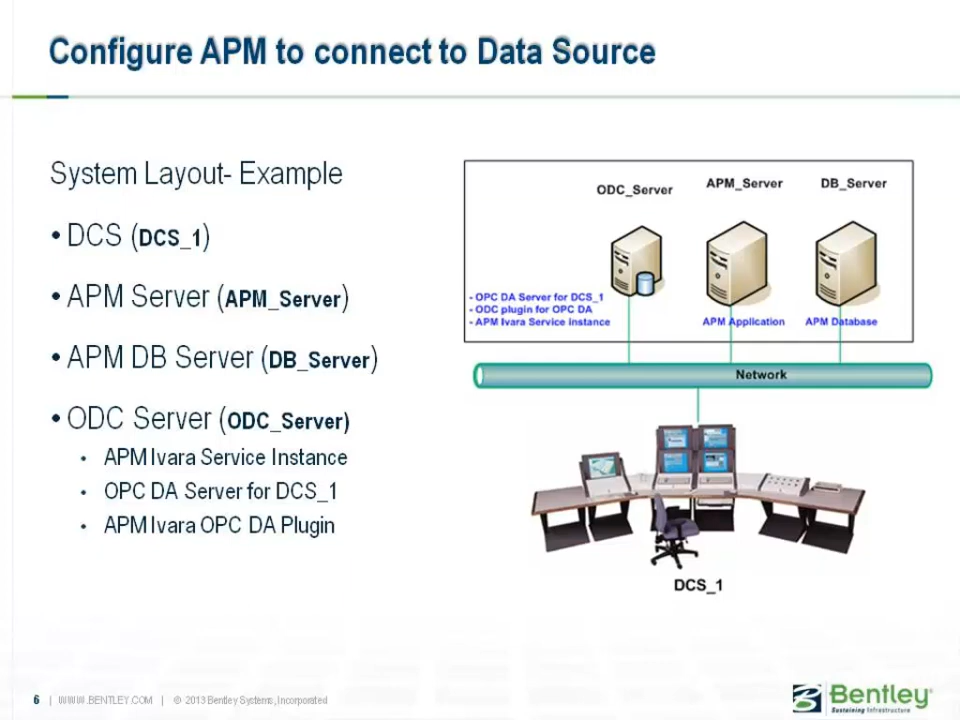 Configure APM to connect to Data Source
System Layout- Example
• DCS (DCS_1)
• APM Server (APM_Server)
• APM DB Server (DB_Server)
• ODC Server (ODC_Server)
• APM Ivara Service Instance
• OPC DA Server for DCS_1
• APM Ivara OPC DA Plugin
ODC_Server
APM_Server
DB_Server
- OPC DA Server for DCS_1
- ODC plugin for OPC DA
- APM Ivara Service instance
APM Application
APM Database
Network
DCS_1
6 | WWW.BENTLEY.COM | © 2013 Bentley Systems, Incorporated
Bentley®
Sustaining Infrastructure